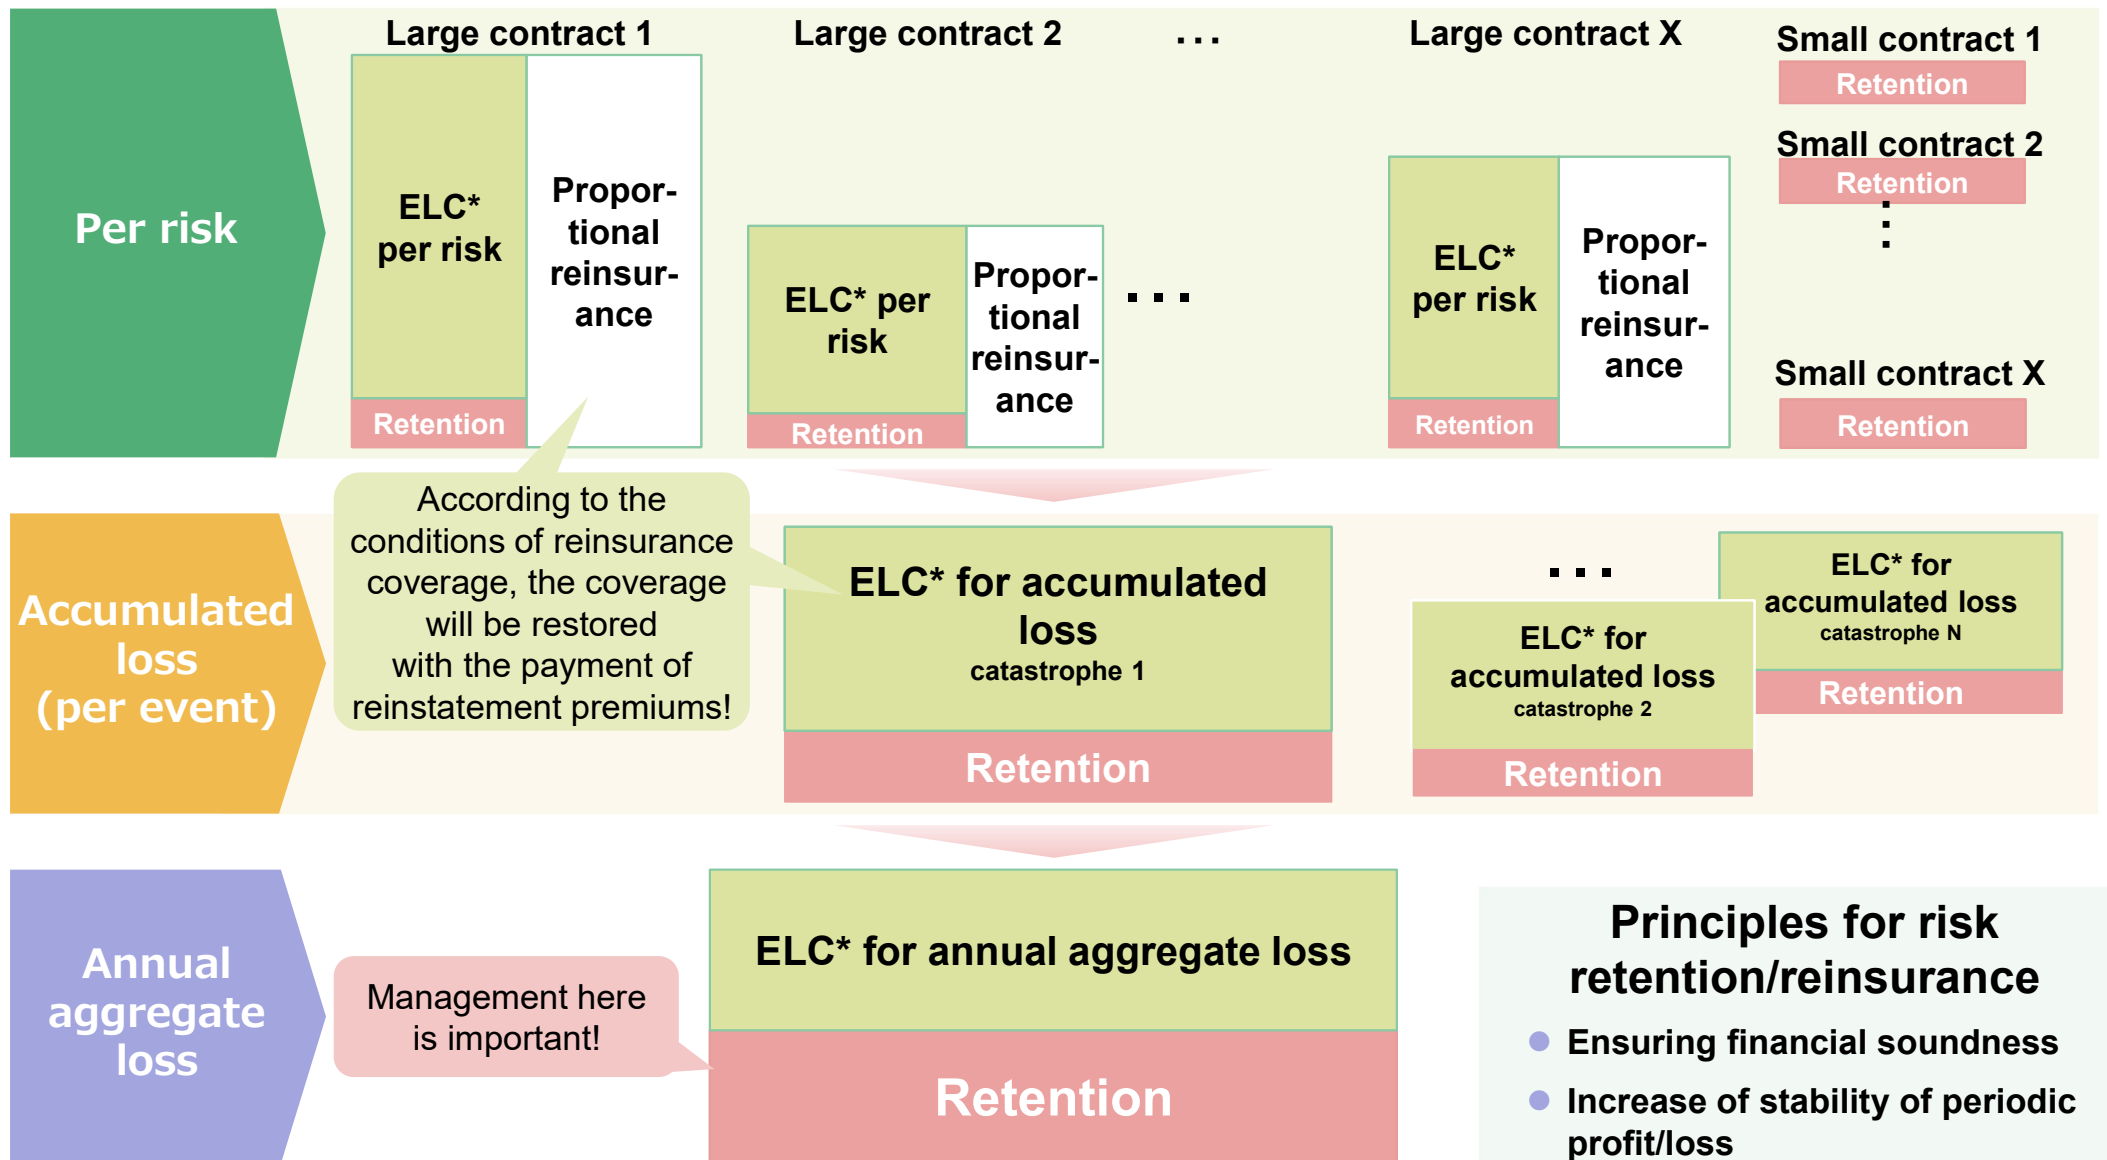 Per risk
Large contract 1
ELC*
per risk
Retention
Propor-
tional
reinsur-
ance
Large contract 2
ELC* per
risk
Retention
Propor-
tional
reinsur-
ance
...
...
Large contract X
ELC*
per risk
Retention
Propor-
tional
reinsur-
ance
Small contract 1
Retention
Small contract 2
Retention
Small contract X
Retention
According to the
conditions of reinsurance
coverage, the coverage
will be restored
with the payment of
reinstatement premiums!
Accumulated
loss
(per event)
ELC* for accumulated
loss
catastrophe 1
Retention
...
ELC* for
accumulated loss
catastrophe 2
Retention
ELC* for
accumulated loss
catastrophe N
Retention
Annual
aggregate
loss
Management here
is important!
ELC* for annual aggregate loss
Retention
Principles for risk
retention/reinsurance
● Ensuring financial soundness
● Increase of stability of periodic
profit/loss